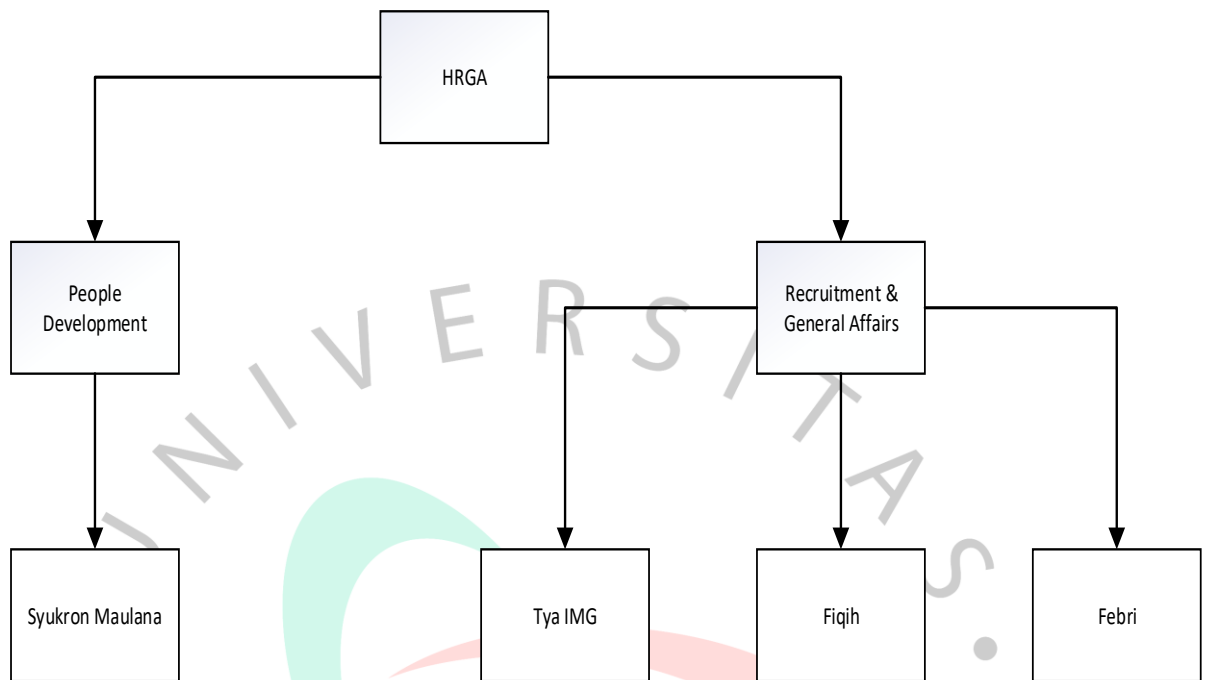 HRGA
People
Development
Recruitment &
General Affairs
UNIVERSITAS
Syukron Maulana
Tya IMG
Fiqih
Febri